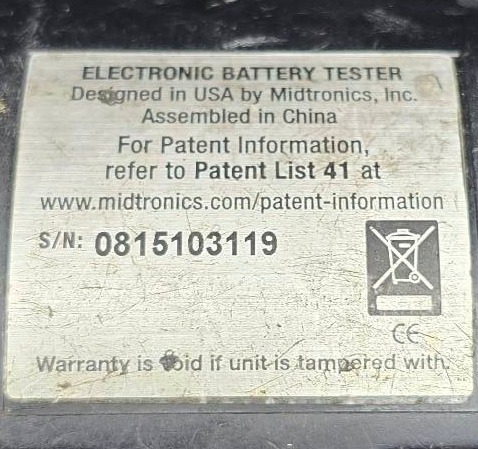 ELECTRONIC BATTERY TESTER
Designed in USA by Midtronics, Inc.
Assembled in China
For Patent Information,
refer to Patent List 41 at
www.midtronics.com/patent-information
S/N: 0815103119
CE
Warranty is void if unit is tampered with.